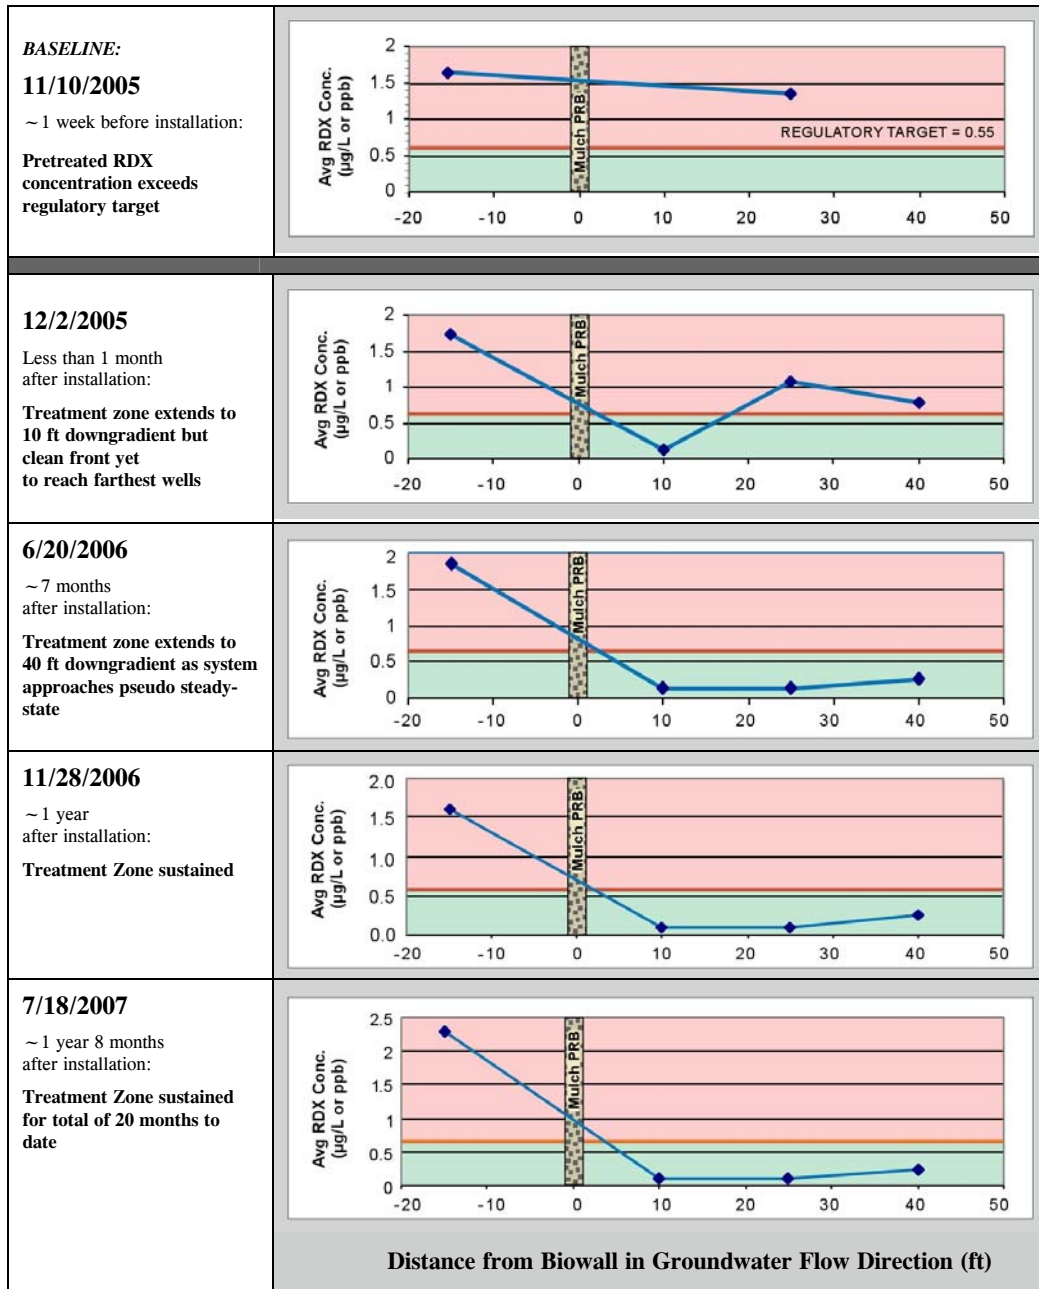 BASELINE:
11/10/2005
~1 week before installation:
Pretreated RDX
concentration exceeds
regulatory target
Avg RDX Conc.
(µg/L or ppb)
2
1.5
1
0.5
0
Mulch PRB
REGULATORY TARGET = 0.55
-20 -10 0 10 20 30 40 50
12/2/2005
Less than 1 month
after installation:
Treatment zone extends to
10 ft downgradient but
clean front yet
to reach farthest wells
Avg RDX Conc.
(µg/L or ppb)
2
1.5
1
0.5
0
Mulch PRB
-20 -10 0 10 20 30 40 50
6/20/2006
~7 months
after installation:
Treatment zone extends to
40 ft downgradient as system
approaches pseudo steady-
state
Avg RDX Conc.
(µg/L or ppb)
2
1.5
1
0.5
0
Mulch PRB
-20 -10 0 10 20 30 40 50
11/28/2006
~1 year
after installation:
Treatment Zone sustained
Avg RDX Conc.
(µg/L or ppb)
2.0
1.5
1.0
0.5
0.0
Mulch PRB
-20 -10 0 10 20 30 40 50
7/18/2007
~1 year 8 months
after installation:
Treatment Zone sustained
for total of 20 months to
date
Avg RDX Conc.
(µg/L or ppb)
2.5
2
1.5
1
0.5
0
Mulch PRB
-20 -10 0 10 20 30 40 50
Distance from Biowall in Groundwater Flow Direction (ft)